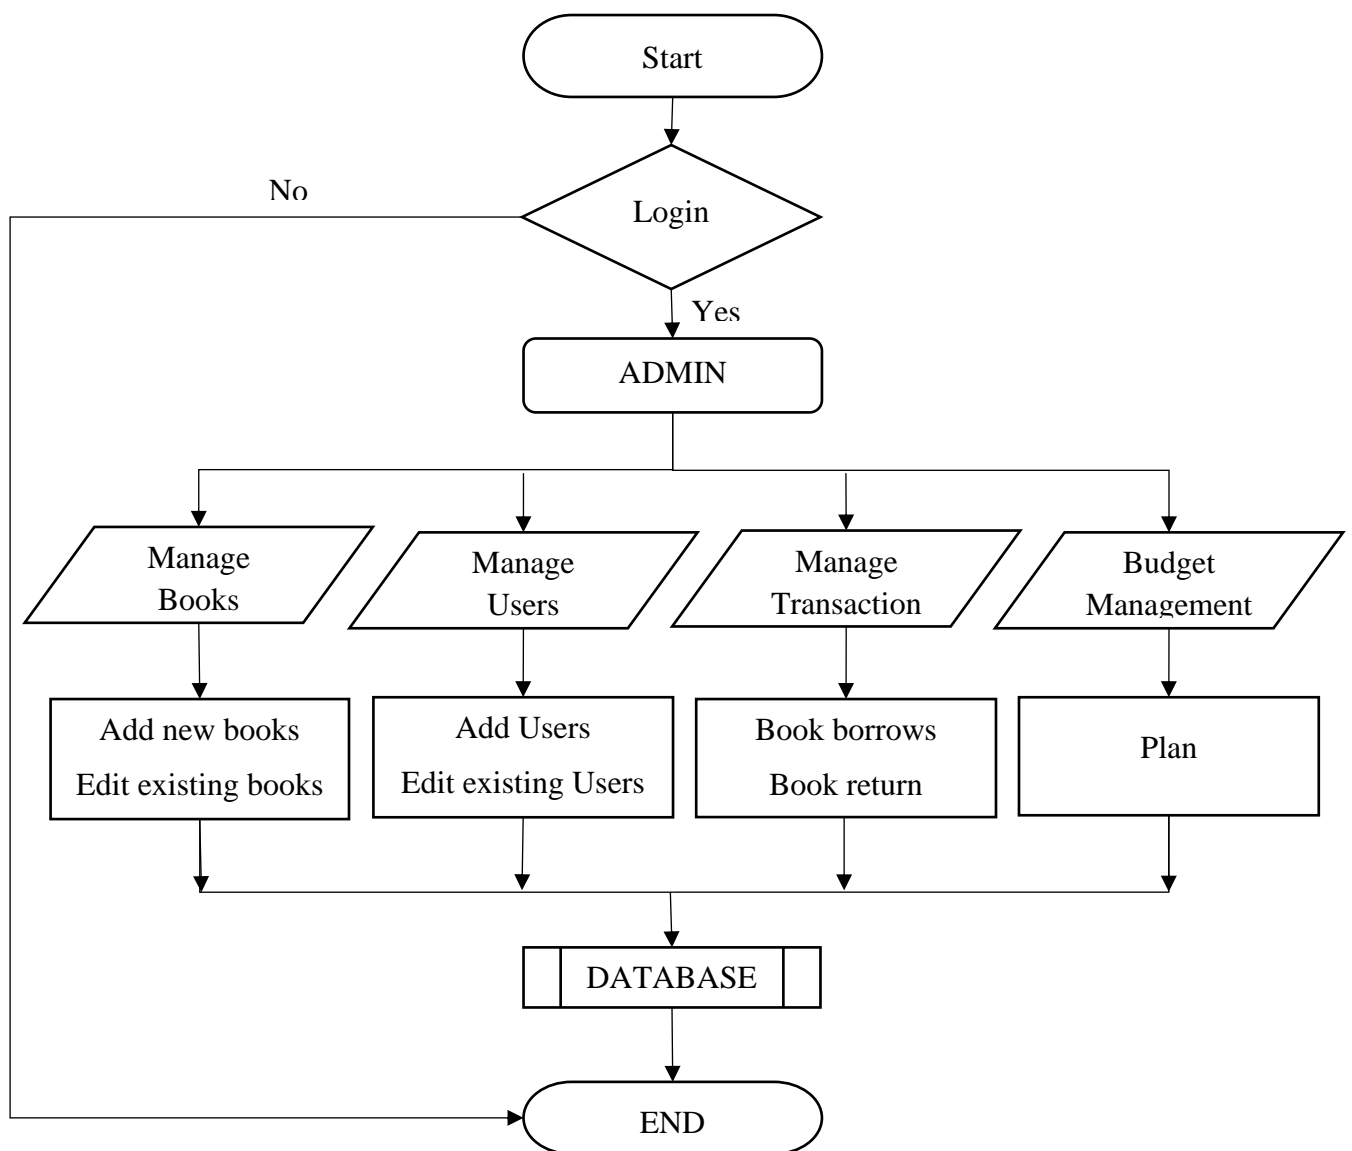 Start
No
Login
Yes
ADMIN
Manage
Books
Manage
Users
Manage
Transaction
Budget
Management
Add new books
Edit existing books
Add Users
Edit existing Users
Book borrows
Book return
Plan
DATABASE
END